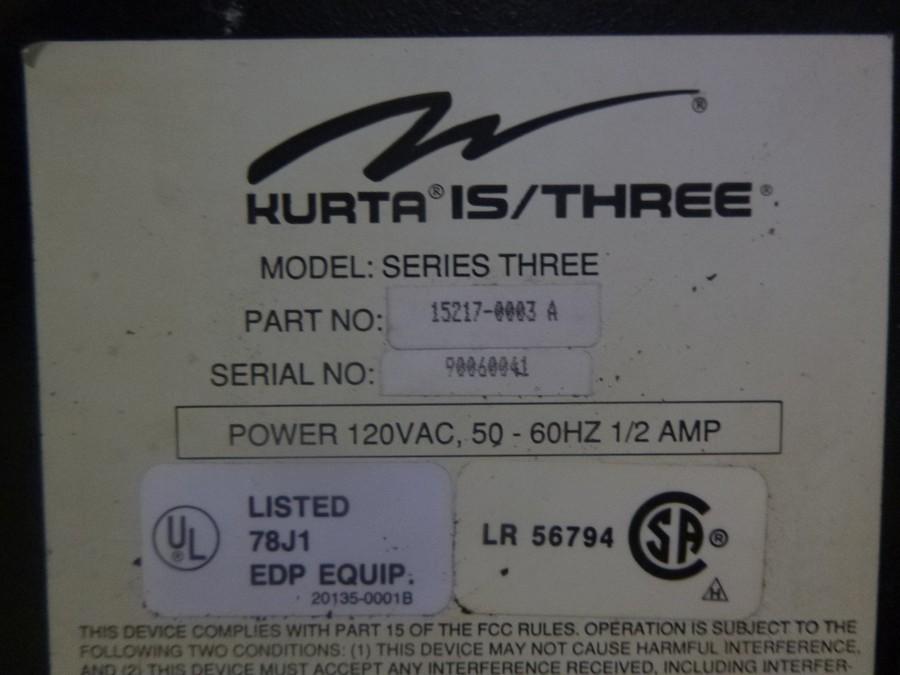 ®
KURTA® IS/THREE®
MODEL: SERIES THREE
PART NO: 15217-0003 A
SERIAL NO: 90060041
POWER 120VAC, 50 - 60HZ 1/2 AMP
UL®
LISTED
78J1
EDP EQUIP.
20135-0001B
LR 56794 CSA®
H
THIS DEVICE COMPLIES WITH PART 15 OF THE FCC RULES. OPERATION IS SUBJECT TO THE
FOLLOWING TWO CONDITIONS: (1) THIS DEVICE MAY NOT CAUSE HARMFUL INTERFERENCE,
AND (2) THIS DEVICE MUST ACCEPT ANY INTERFERENCE RECEIVED, INCLUDING INTERFER-